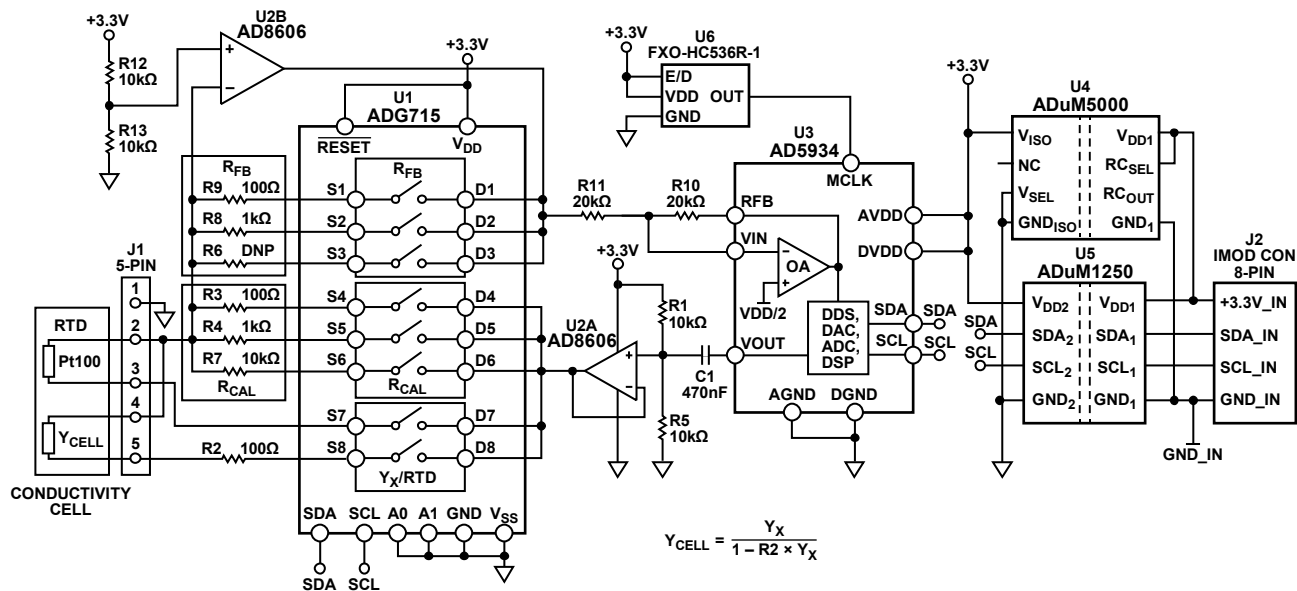 U2B
AD8606
+3.3V
R12
10kΩ
R13
10kΩ
+
−
+3.3V
U1
ADG715
RESET
VDD
RFB
R9 100Ω
R8 1kΩ
R6 DNP
RFB
S1 D1
S2 D2
S3 D3
J1
5-PIN
1
2
3
4
5
RTD
Pt100
YCELL
CONDUCTIVITY
CELL
R3 100Ω
R4 1kΩ
R7 10kΩ
RCAL
S4 D4
S5 D5
S6 D6
RCAL
R2 100Ω
S7 D7
S8 D8
YX/RTD
SDA SCL A0 A1 GND VSS
SDA SCL
U2A
AD8606
+
−
+3.3V
R1
10kΩ
R5
10kΩ
C1
470nF
R11
20kΩ
R10
20kΩ
+3.3V
U6
FXO-HC536R-1
E/D
VDD OUT
GND
U3
AD5934
MCLK
RFB
VIN
OA
−
+
VDD/2
VOUT
DDS,
DAC,
ADC,
DSP
AVDD
DVDD
SDA SDA
SCL SCL
AGND DGND
+3.3V
U4
ADuM5000
VISO VDD1
NC RCSEL
VSEL RCOUT
GNDISO GND1
U5
ADuM1250
VDD2 VDD1
SDA SDA2 SDA1
SCL SCL2 SCL1
GND2 GND1
J2
IMOD CON
8-PIN
+3.3V_IN
SDA_IN
SCL_IN
GND_IN
GND_IN
YCELL = YX / 1 − R2 × YX